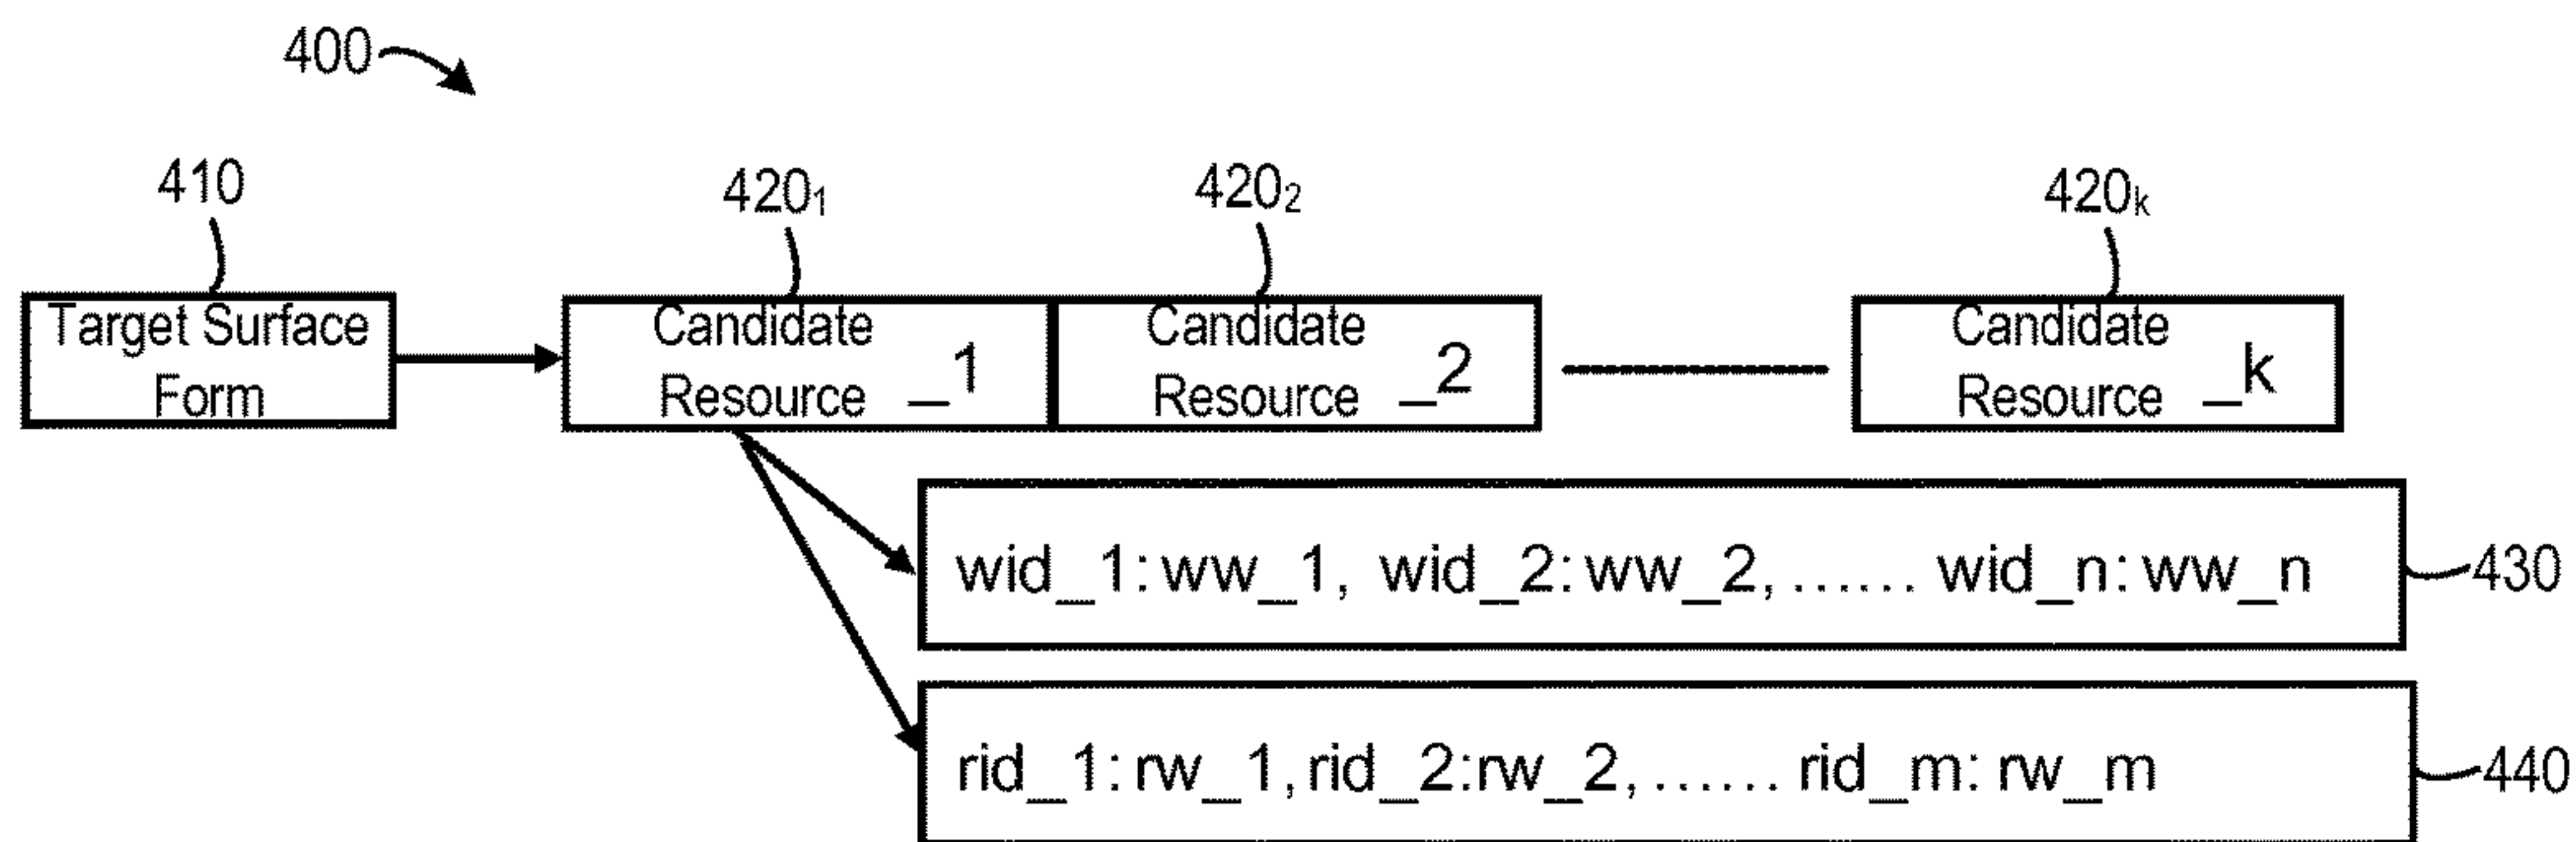 400
410
420₁
420₂
420ₖ
Target Surface
Form
Candidate
Resource _1
Candidate
Resource _2
Candidate
Resource _k
wid_1: ww_1, wid_2: ww_2, ...... wid_n: ww_n
430
rid_1: rw_1, rid_2:rw_2, ...... rid_m: rw_m
440